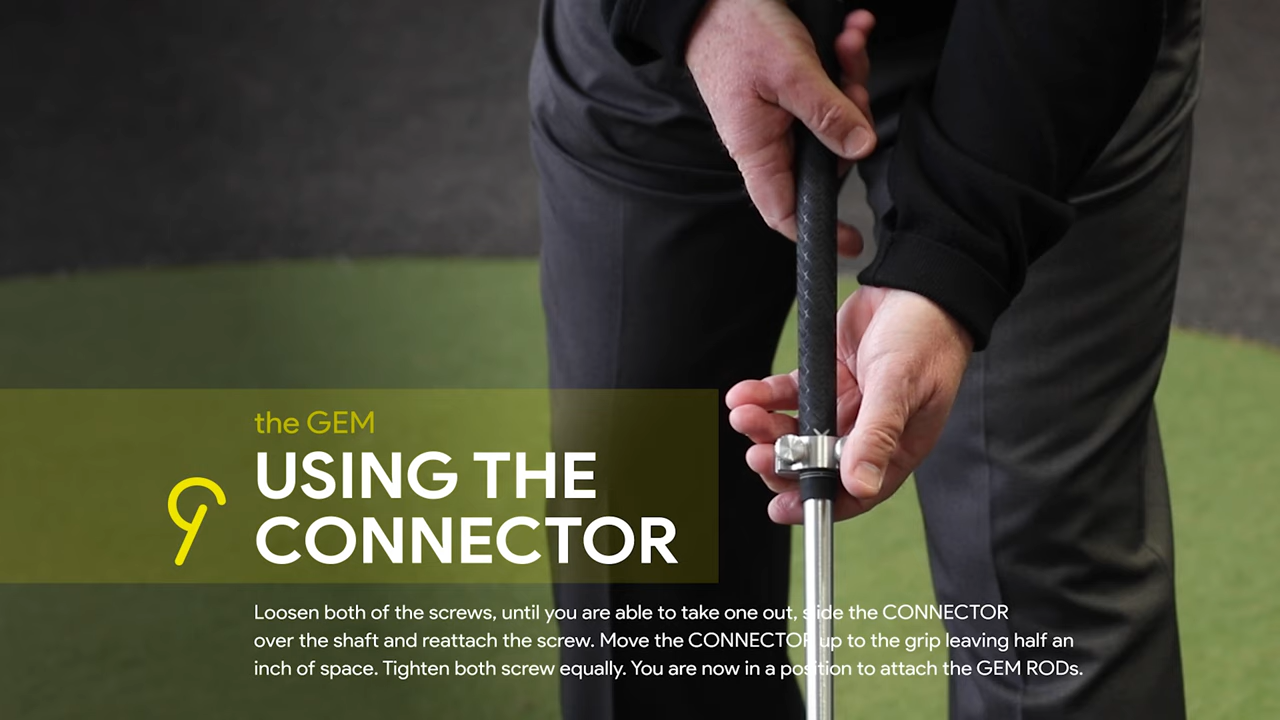 the GEM
USING THE
CONNECTOR
Loosen both of the screws, until you are able to take one out, slide the CONNECTOR
over the shaft and reattach the screw. Move the CONNECTOR up to the grip leaving half an
inch of space. Tighten both screw equally. You are now in a position to attach the GEM RODs.